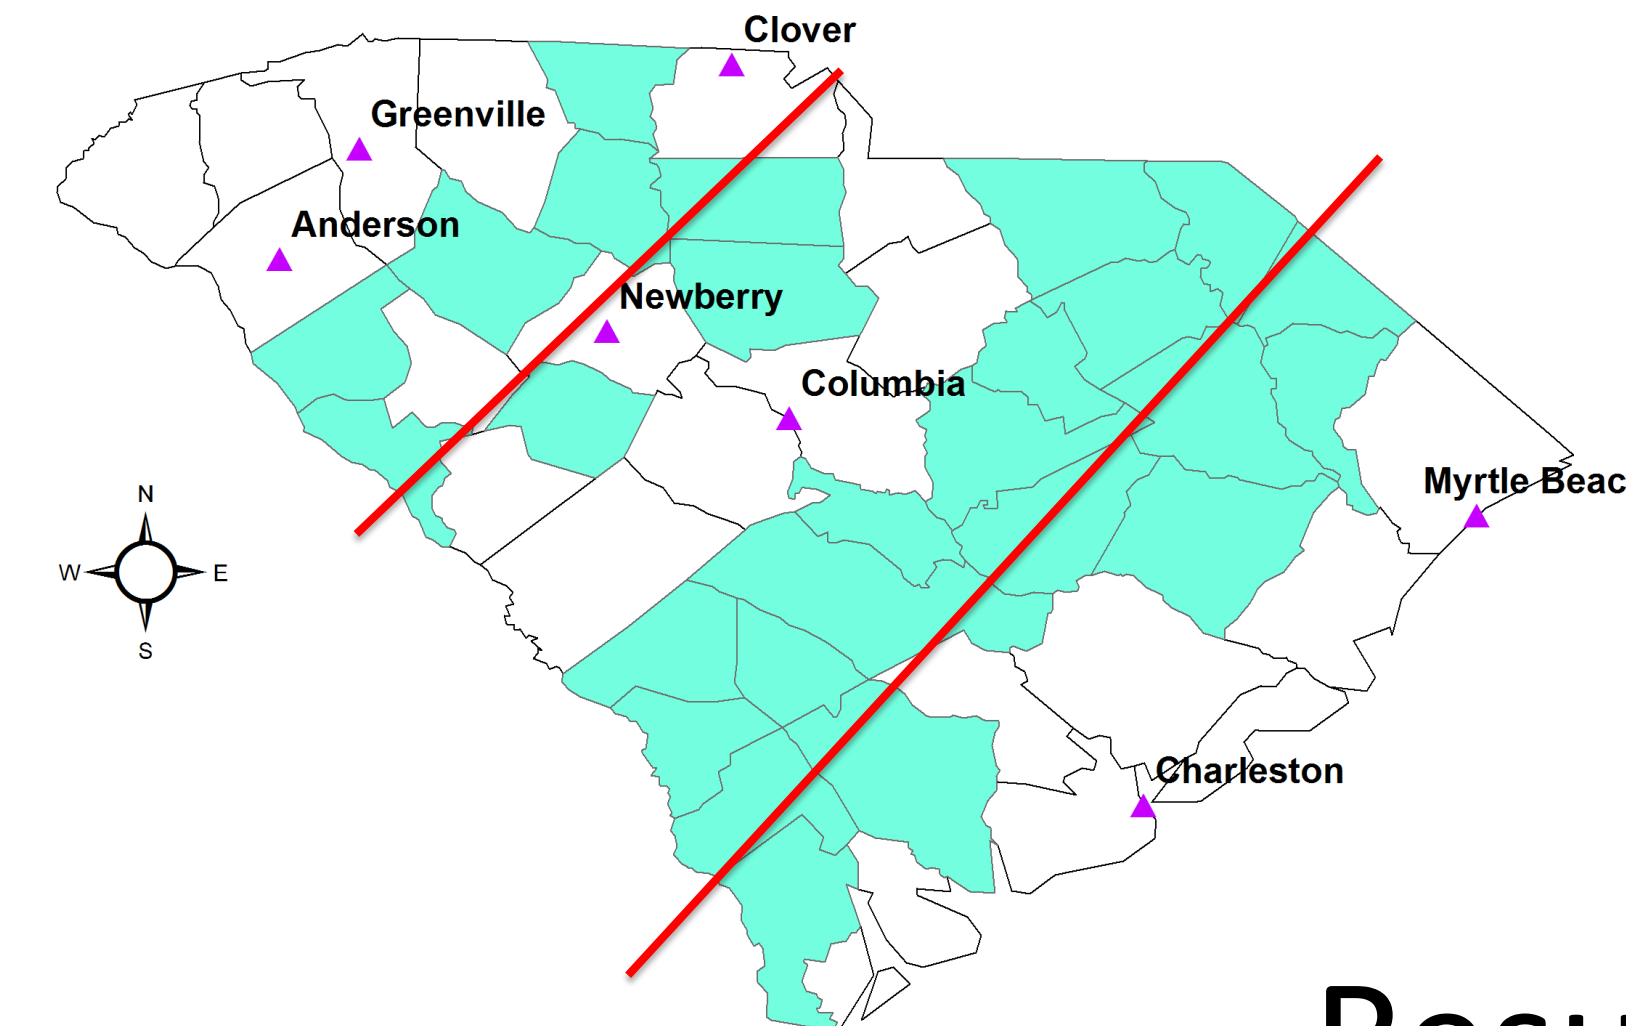 Clover
Greenville
Anderson
Newberry
Columbia
Myrtle Beac
N
W E
S
Charleston